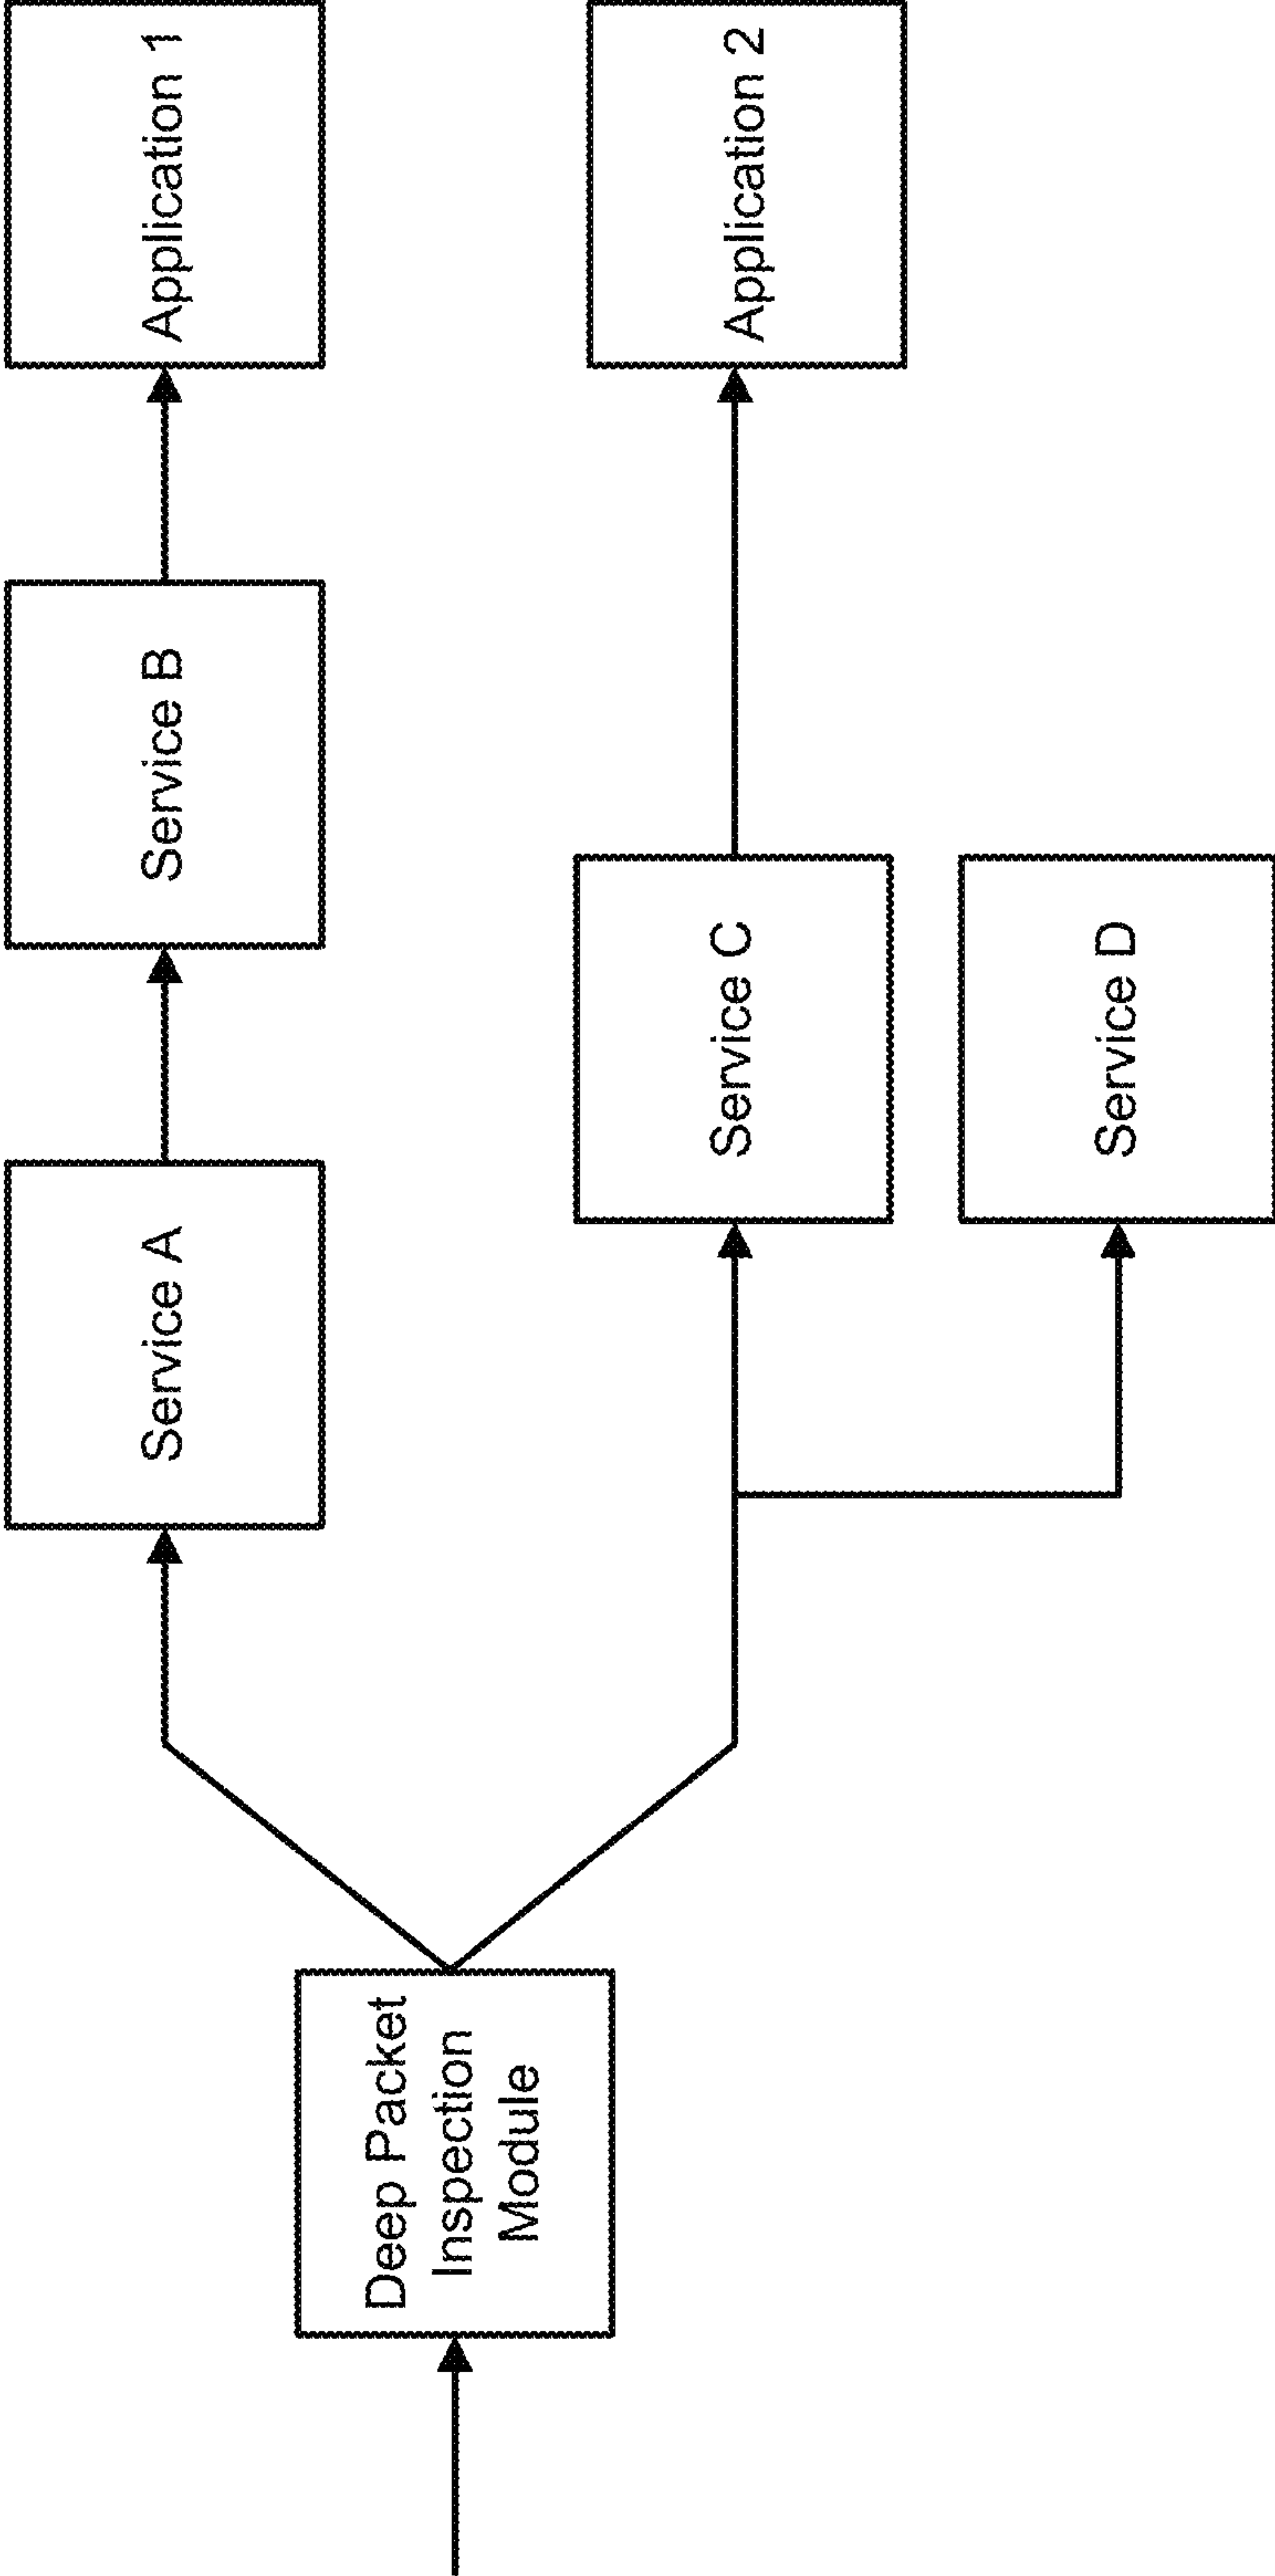 Deep Packet
Inspection
Module
Service A
Service B
Application 1
Service C
Application 2
Service D